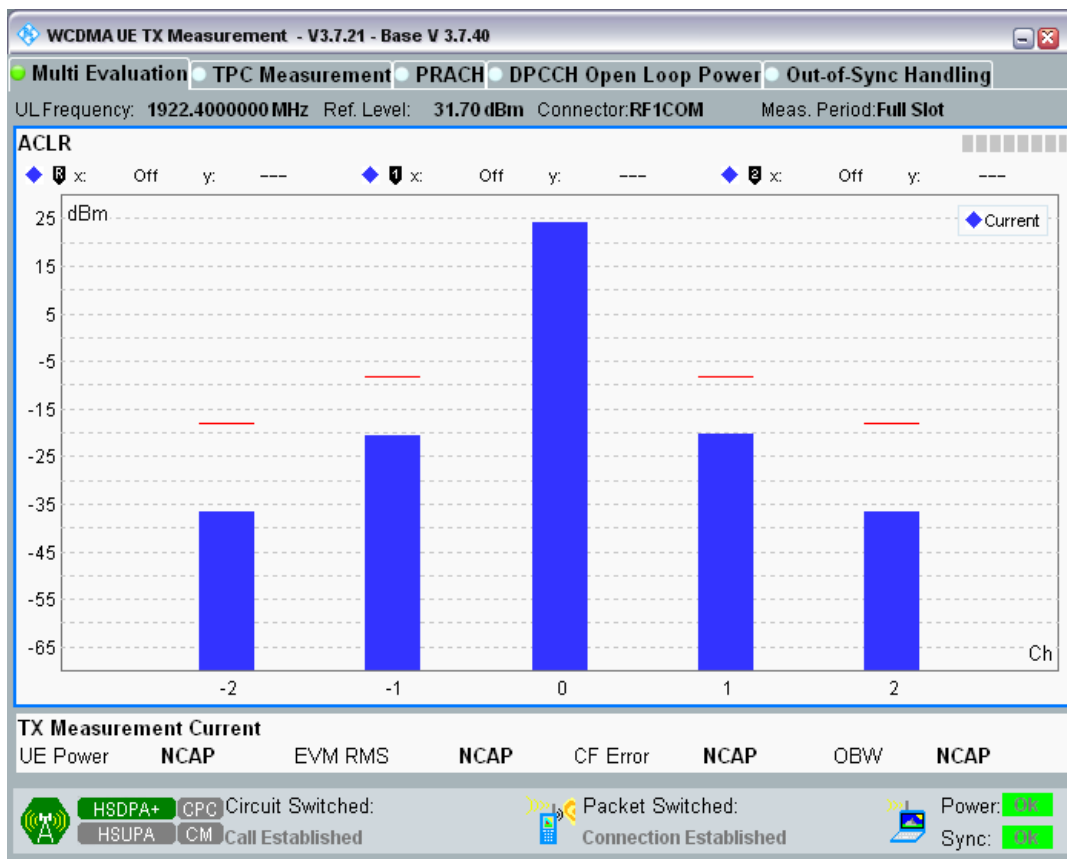 WCDMA UE TX Measurement - V3.7.21 - Base V 3.7.40
Multi Evaluation TPC Measurement PRACH DPCCH Open Loop Power Out-of-Sync Handling
UL Frequency: 1922.4000000 MHz Ref. Level: 31.70 dBm Connector:RF1COM Meas. Period:Full Slot
ACLR
R x: Off y: --- 1 x: Off y: --- 2 x: Off y: ---
dBm
Current
25
15
5
-5
-15
-25
-35
-45
-55
-65
Ch
-2 -1 0 1 2
TX Measurement Current
UE Power NCAP EVM RMS NCAP CF Error NCAP OBW NCAP
HSDPA+ CPC Circuit Switched: Packet Switched: Power: OK
HSUPA CM Call Established Connection Established Sync: OK